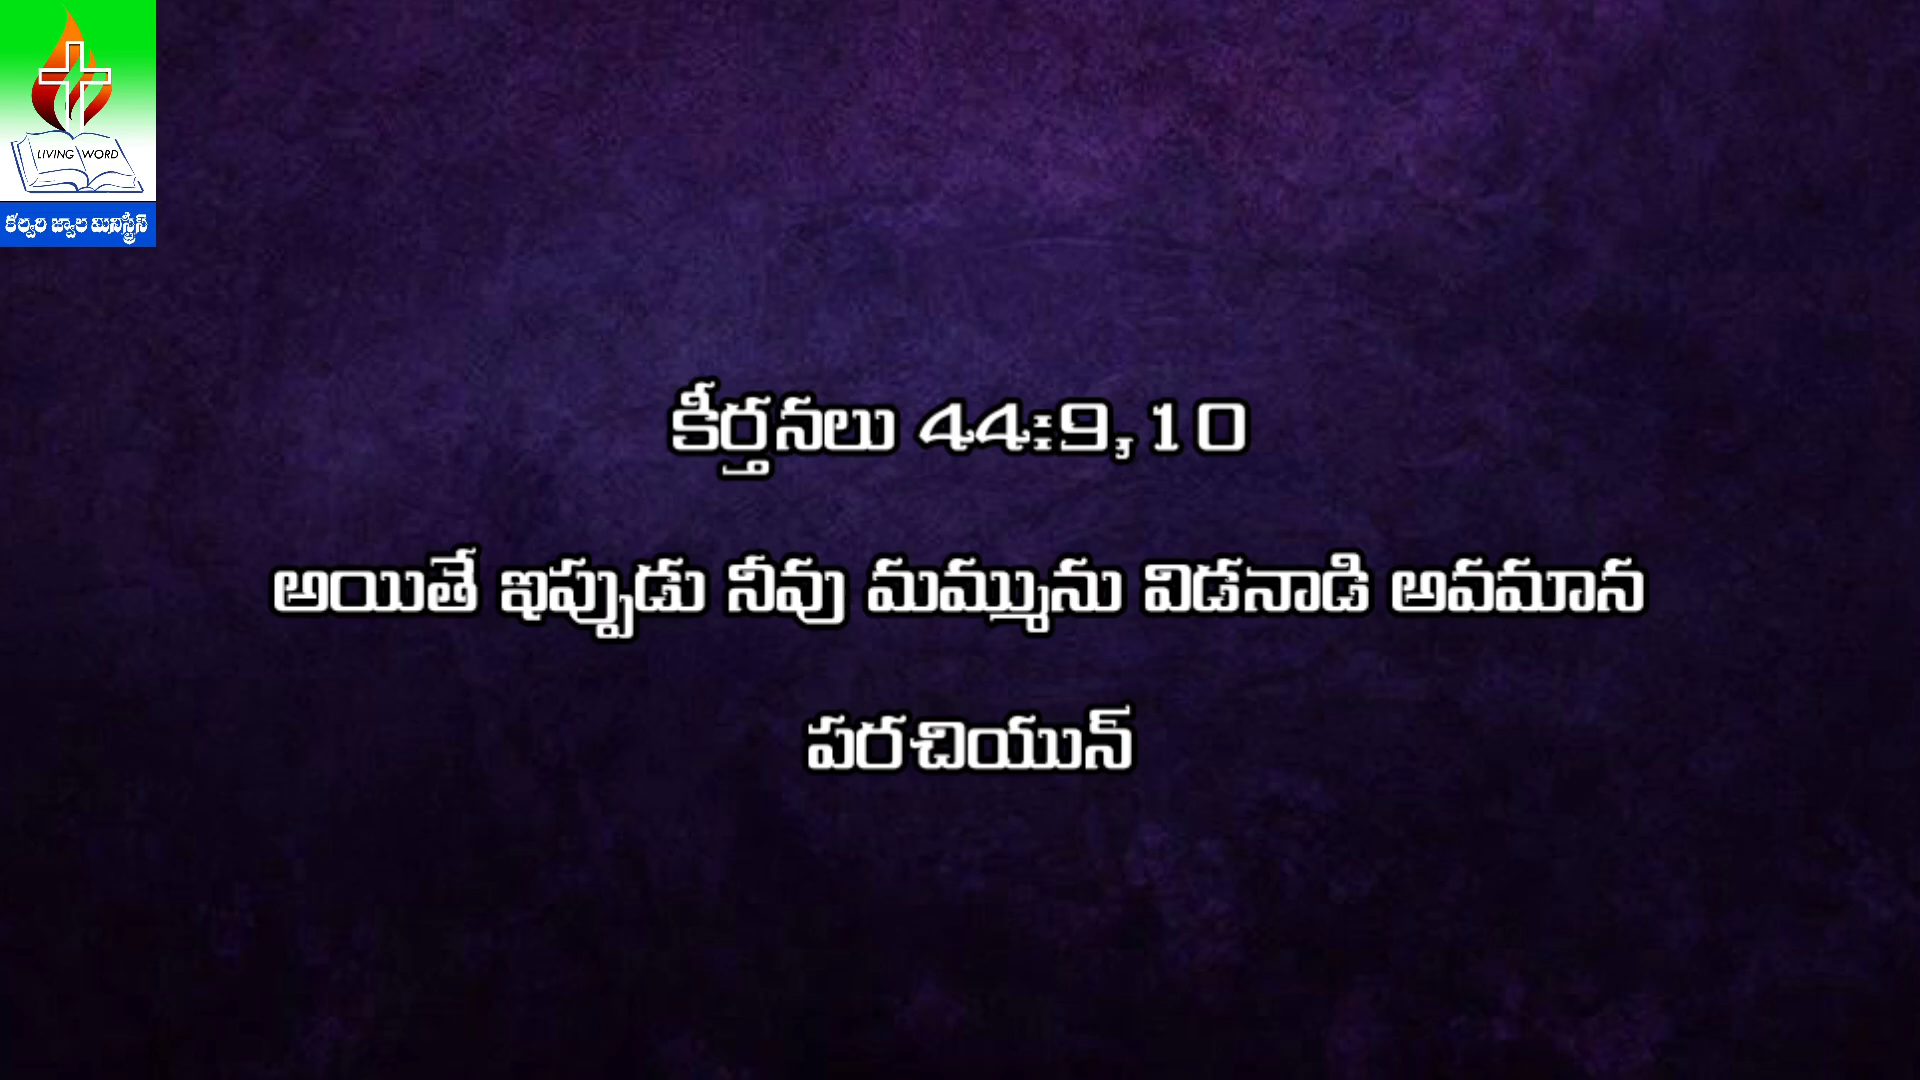 LIVING WORD
కల్వరి జ్వాల మినిస్ట్రీస్
కీర్తనలు 44:9,10
అయితే ఇప్పుడు నీవు మమ్మును విడనాడి అవమాన
పరచియున్